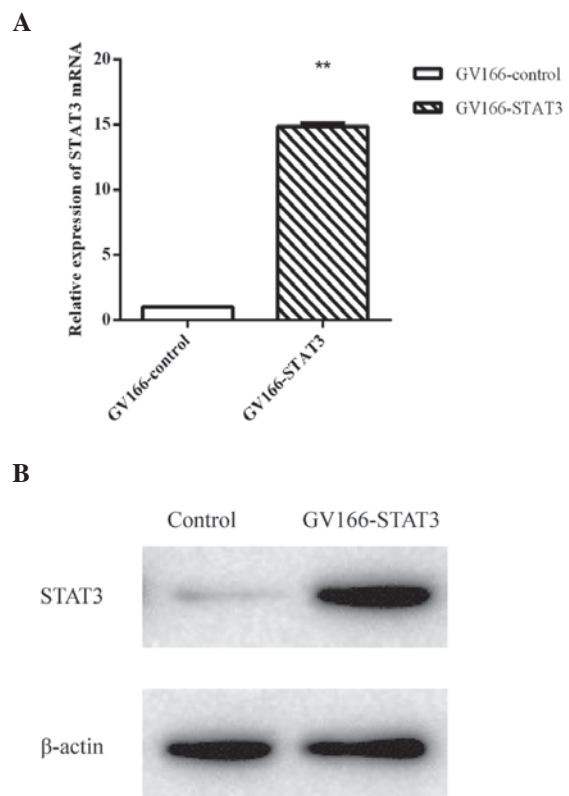 A
Relative expression of STAT3 mRNA
20
15
10
5
0
**
GV166-control
GV166-STAT3
GV166-control
GV166-STAT3
B
Control GV166-STAT3
STAT3
β-actin